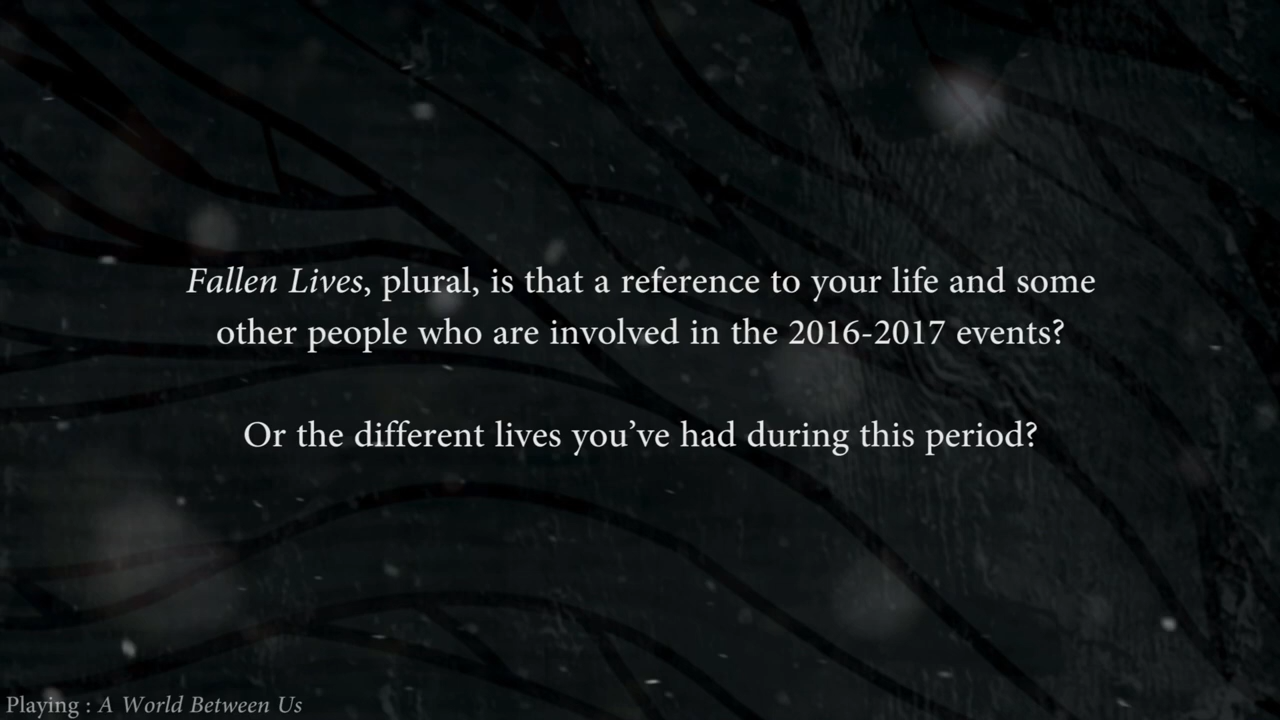 Fallen Lives, plural, is that a reference to your life and some
other people who are involved in the 2016-2017 events?
Or the different lives you’ve had during this period?
Playing : A World Between Us